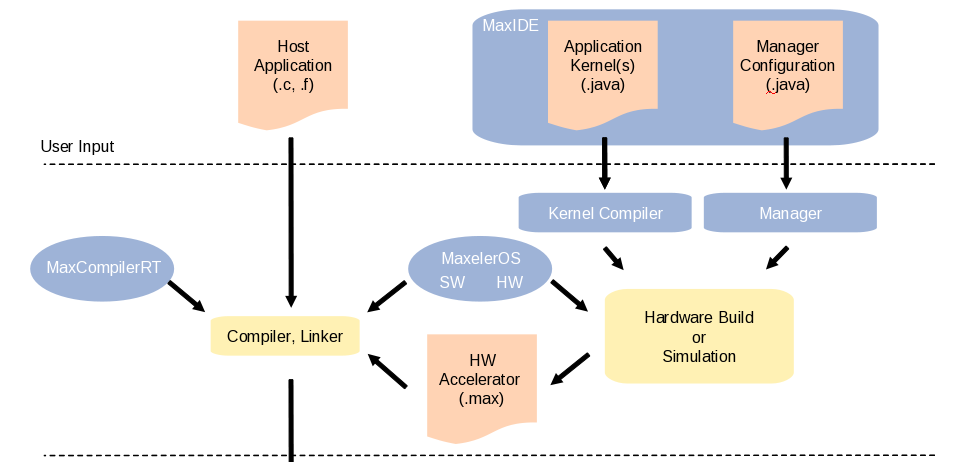 MaxIDE
Host
Application
(.c, .f)
Application
Kernel(s)
(.java)
Manager
Configuration
(.java)
User Input
Kernel Compiler
Manager
MaxCompilerRT
MaxelerOS
SW HW
Compiler, Linker
Hardware Build
or
Simulation
HW
Accelerator
(.max)